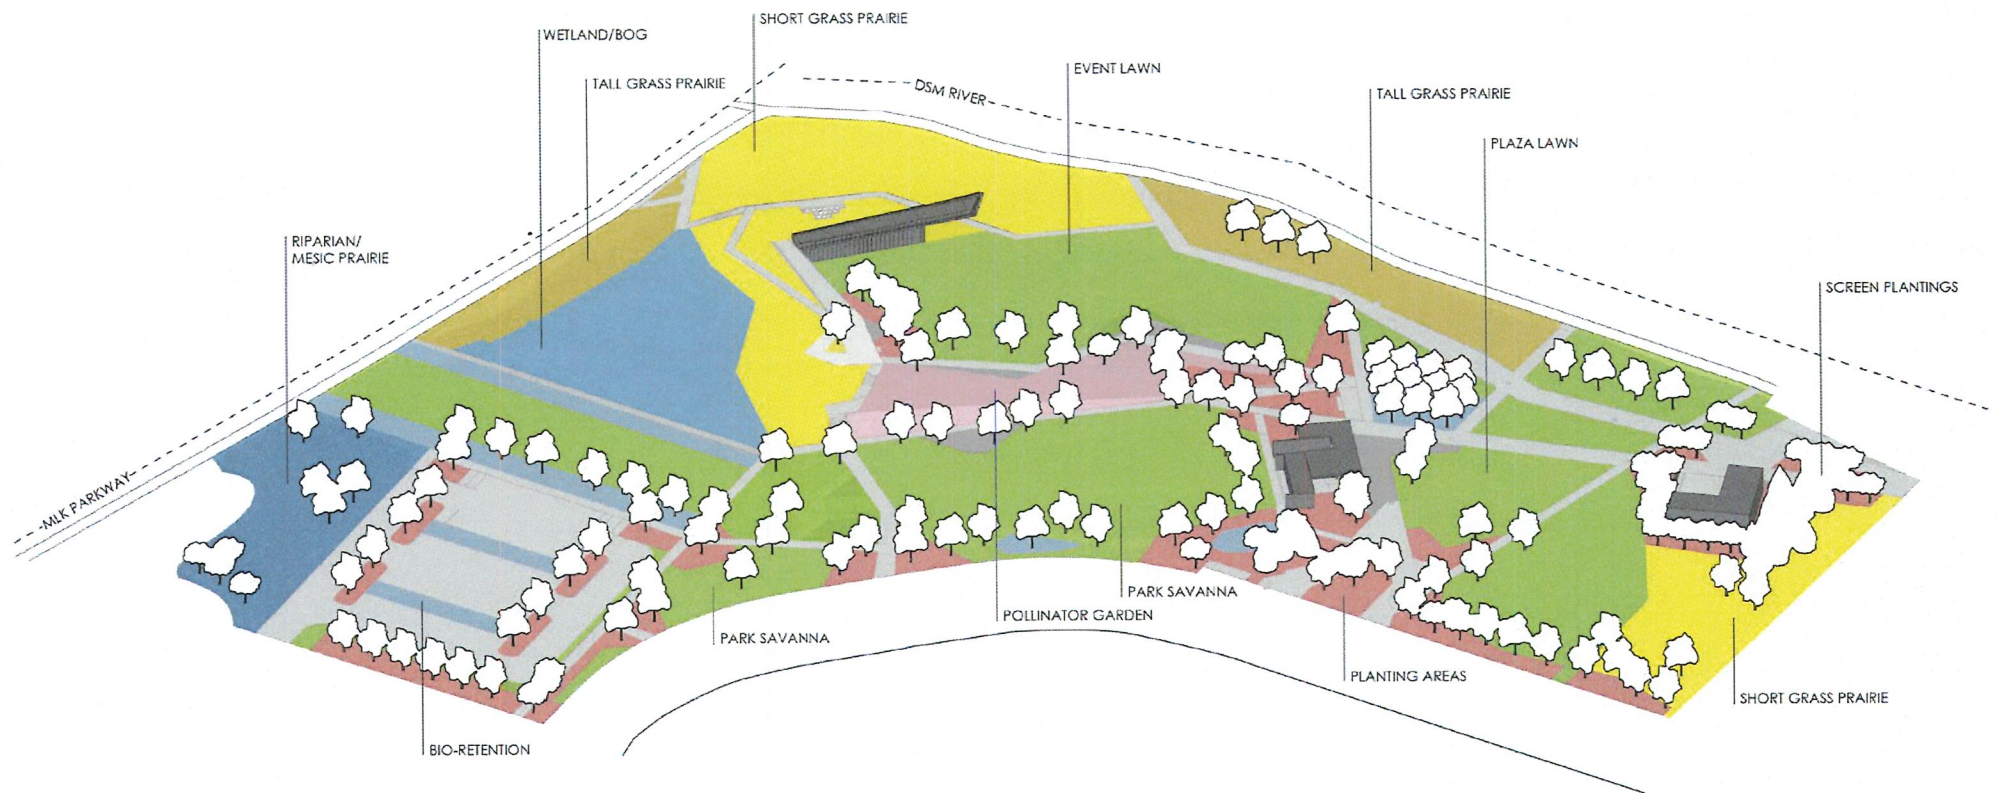 SHORT GRASS PRAIRIE
WETLAND/BOG
EVENT LAWN
TALL GRASS PRAIRIE
DSM RIVER
TALL GRASS PRAIRIE
PLAZA LAWN
RIPARIAN/
MESIC PRAIRIE
SCREEN PLANTINGS
MLK PARKWAY
PARK SAVANNA
POLLINATOR GARDEN
PARK SAVANNA
PLANTING AREAS
SHORT GRASS PRAIRIE
BIO-RETENTION